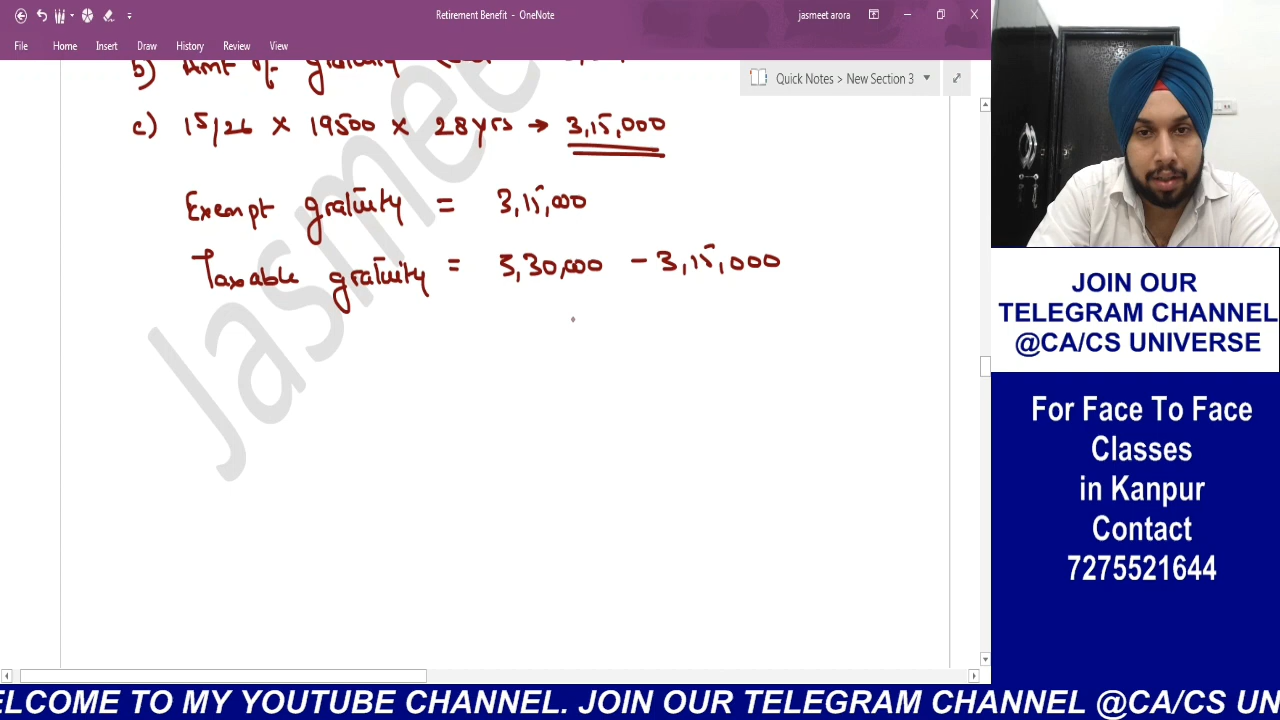 Retirement Benefit - OneNote
jasmeet arora
File Home Insert Draw History Review View
b) Amt of gratuity
Quick Notes > New Section 3
c) 15/26 × 19500 × 28yrs → 3,15,000
Exempt gratuity = 3,15,000
Taxable gratuity = 3,30,000 - 3,15,000
Jasmee
JOIN OUR
TELEGRAM CHANNEL
@CA/CS UNIVERSE
For Face To Face
Classes
in Kanpur
Contact
7275521644
ELCOME TO MY YOUTUBE CHANNEL. JOIN OUR TELEGRAM CHANNEL @CA/CS UN